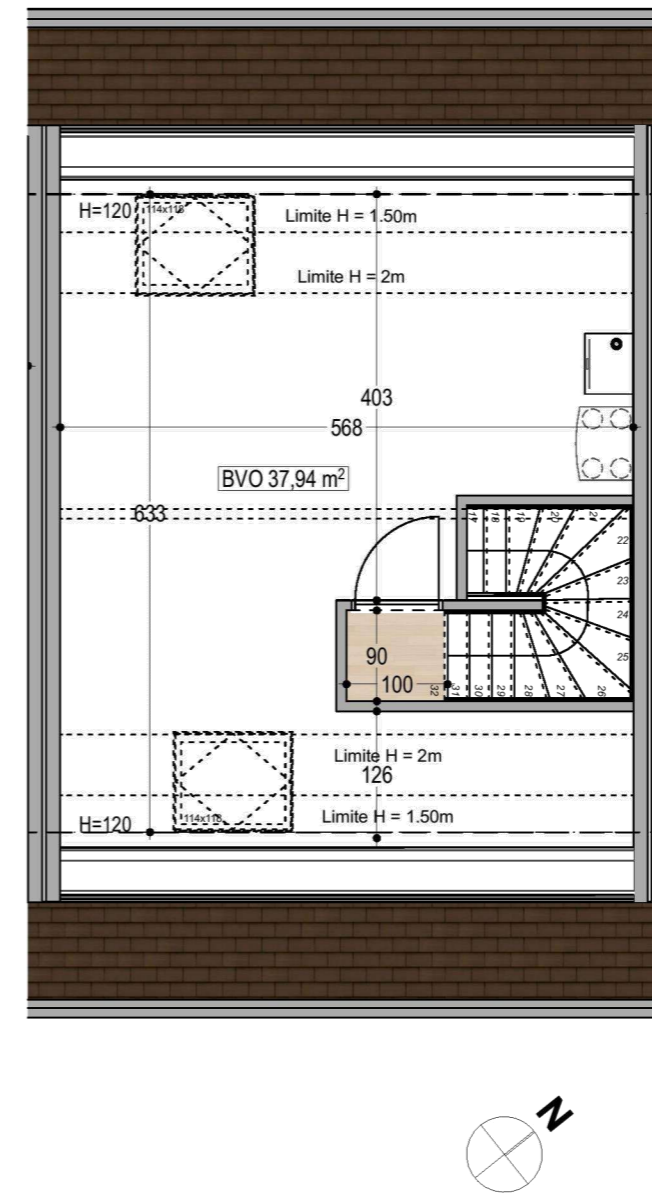 H=120
114x118
Limite H = 1.50m
Limite H = 2m
403
568
BVO 37,94 m²
633
17 18 19 20 21
22
23
24
25
90
100
32 31 30 29 28 27 26
Limite H = 2m
126
114x118
Limite H = 1.50m
H=120
N